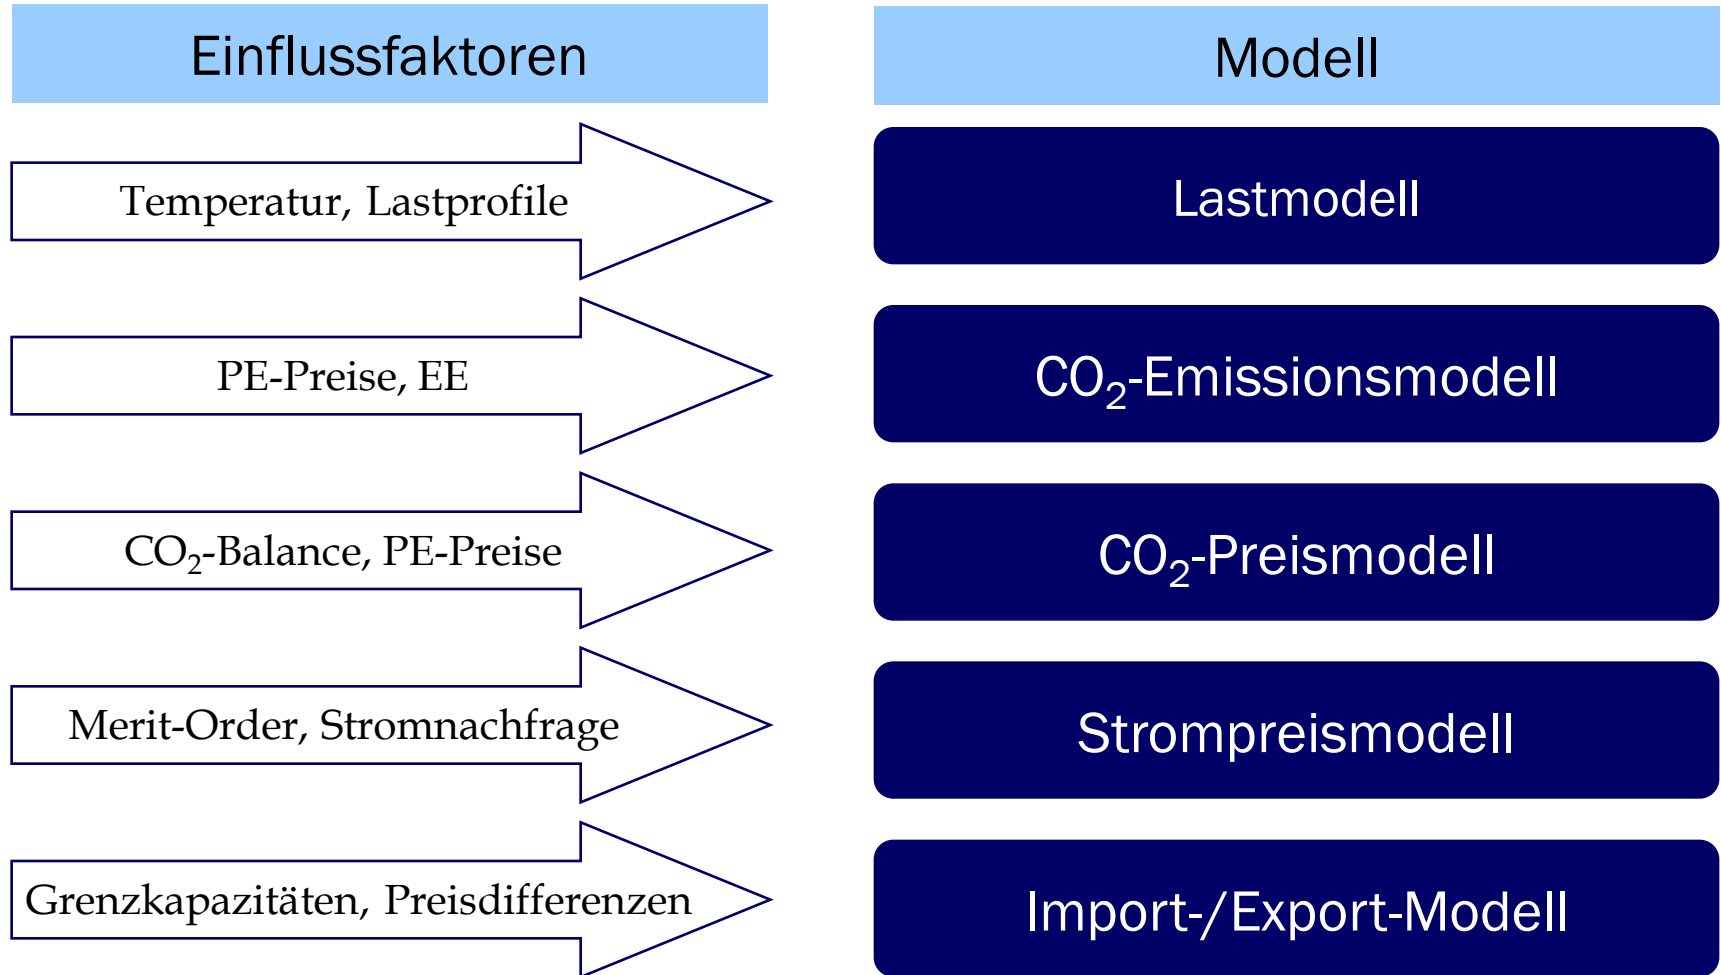 Einflussfaktoren
Modell
Temperatur, Lastprofile
Lastmodell
PE-Preise, EE
CO₂-Emissionsmodell
CO₂-Balance, PE-Preise
CO₂-Preismodell
Merit-Order, Stromnachfrage
Strompreismodell
Grenzkapazitäten, Preisdifferenzen
Import-/Export-Modell